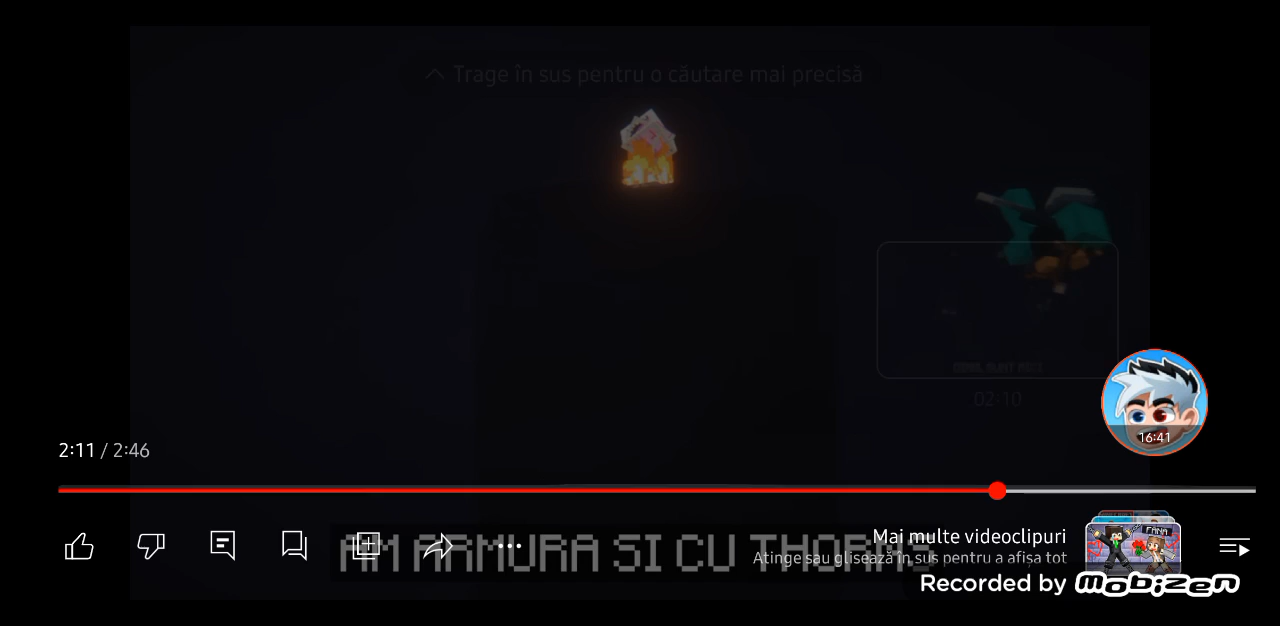 Trage în sus pentru o căutare mai precisă
02:10
16:41
2:11 / 2:46
AM ARMURA SI CU THORNS
Mai multe videoclipuri
Atinge sau glisează în sus pentru a afișa tot
FANA
Recorded by mobizen